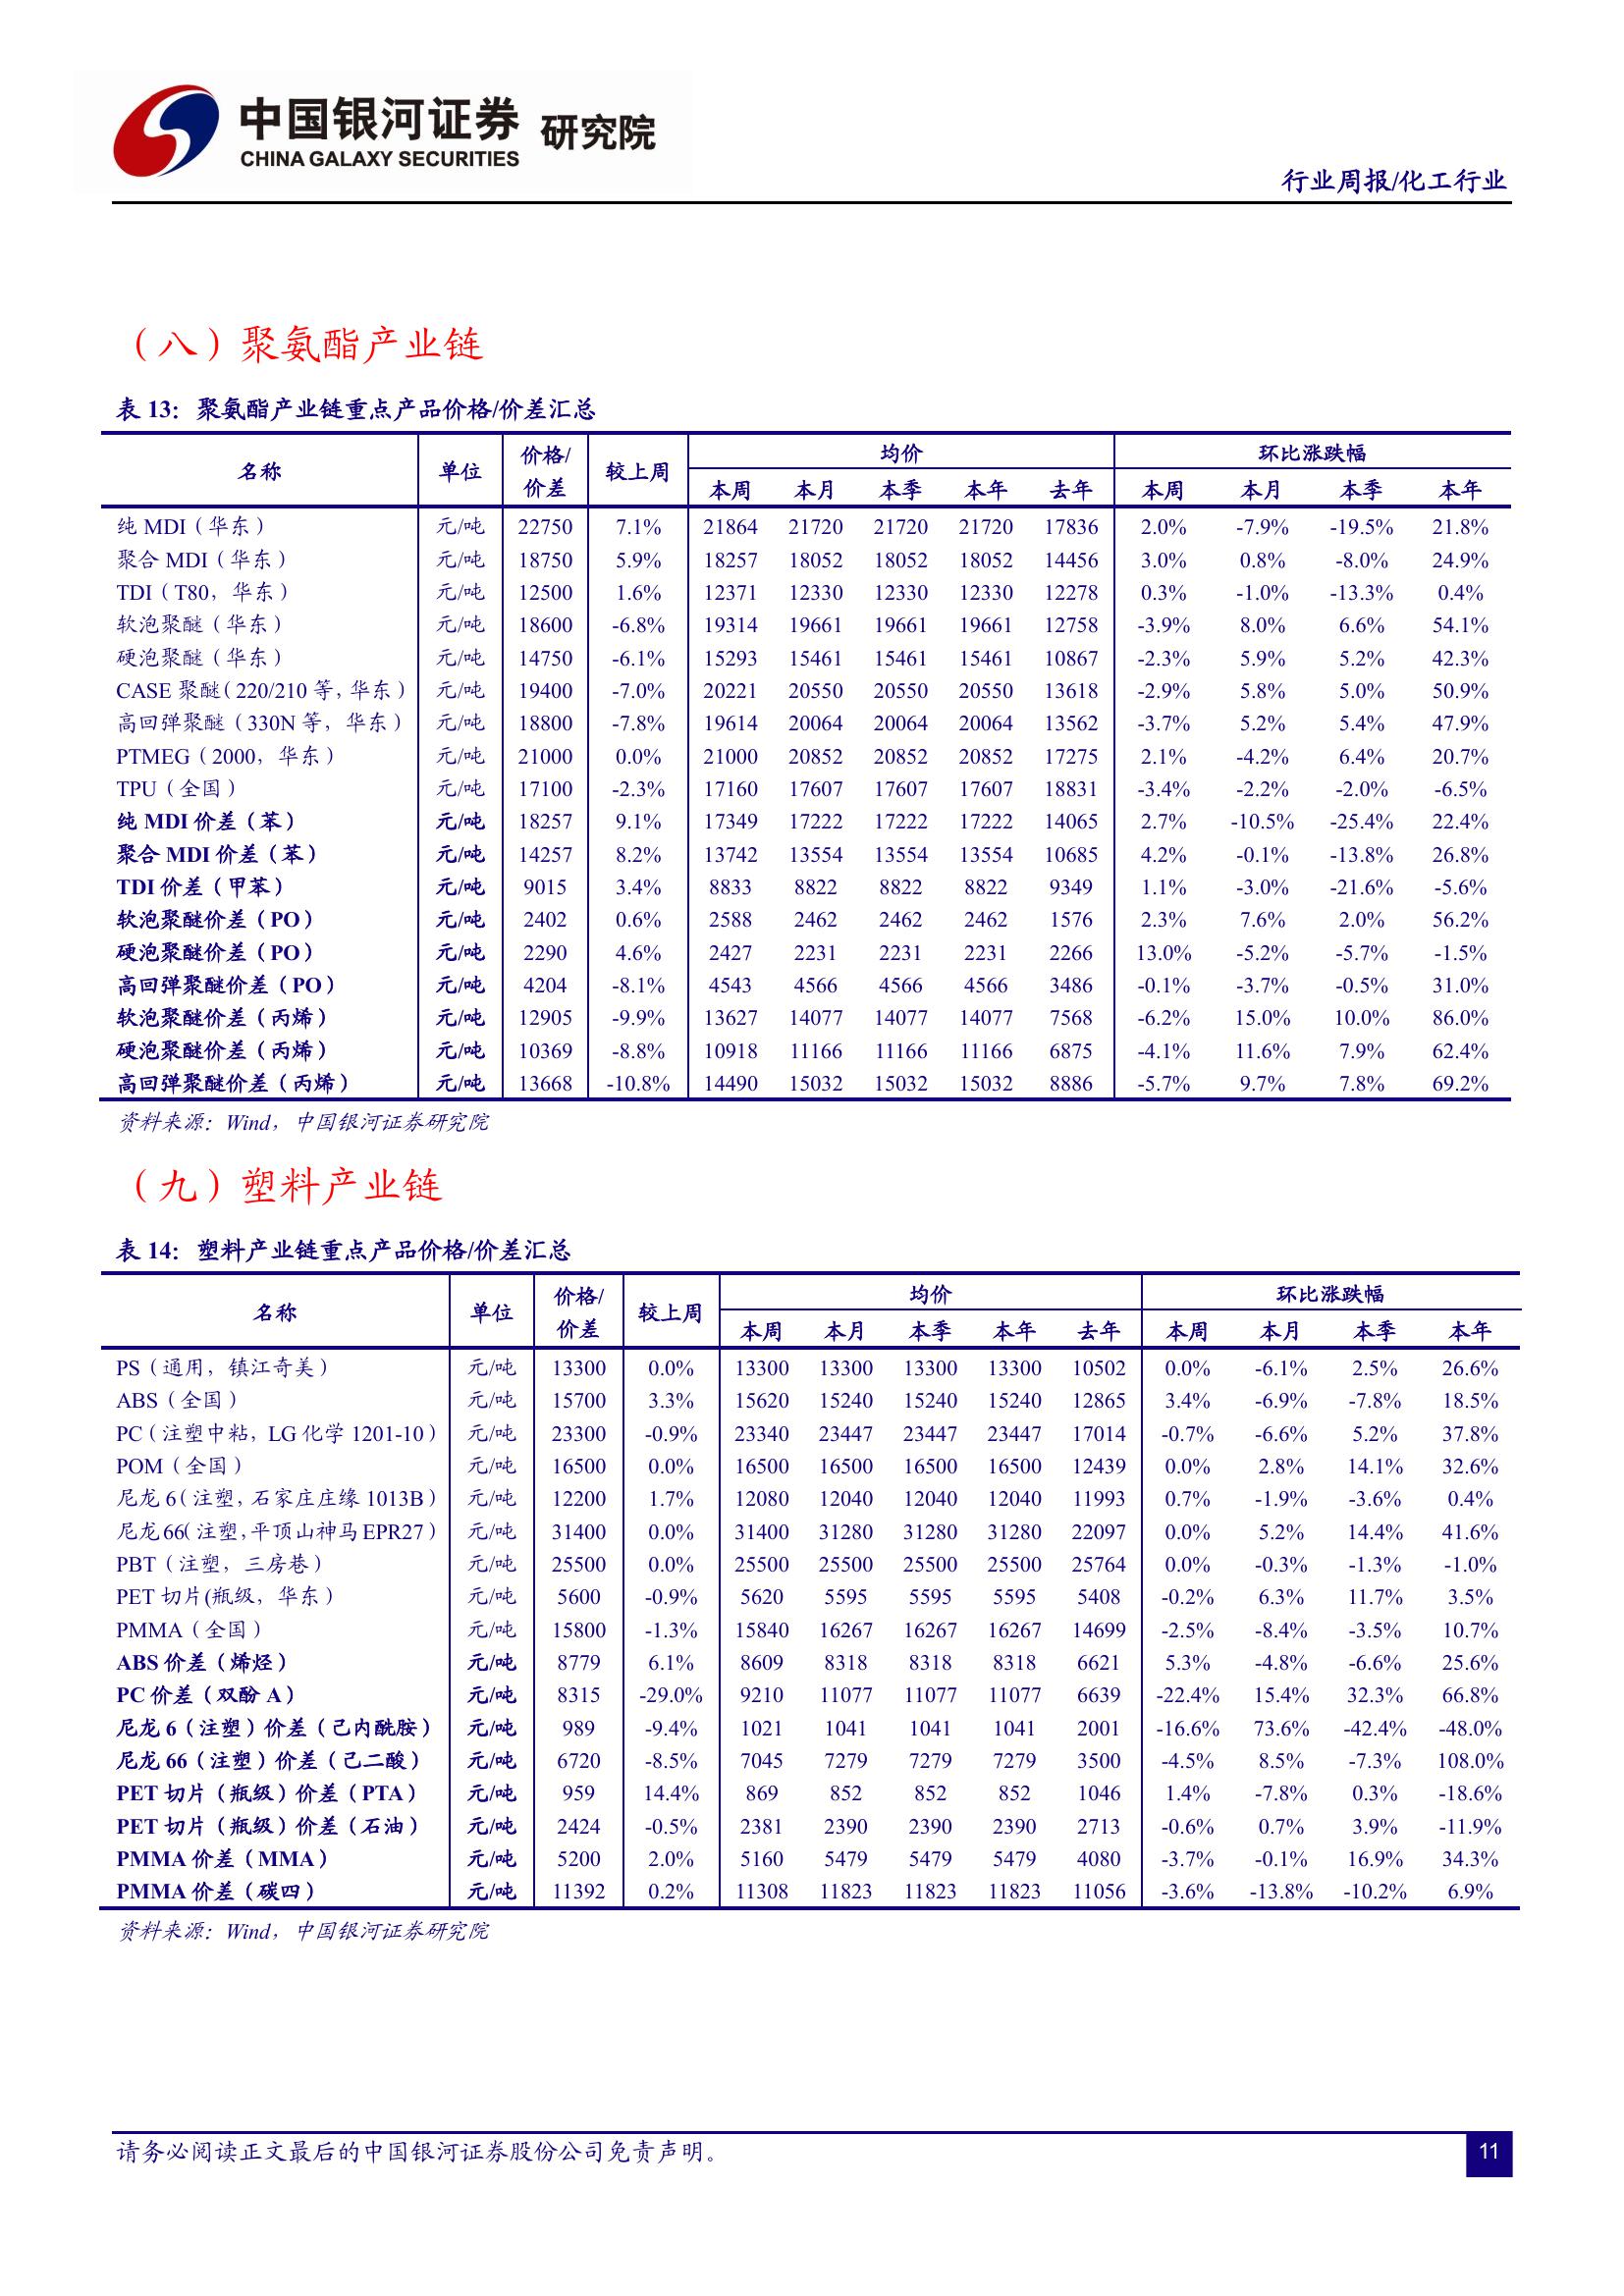 中国银河证券 研究院
CHINA GALAXY SECURITIES
行业周报/化工行业
（八）聚氨酯产业链
表 13：聚氨酯产业链重点产品价格/价差汇总
名称 单位 价格/价差 较上周 均价 环比涨跌幅
本周 本月 本季 本年 去年 本周 本月 本季 本年
纯 MDI（华东） 元/吨 22750 7.1% 21864 21720 21720 21720 17836 2.0% -7.9% -19.5% 21.8%
聚合 MDI（华东） 元/吨 18750 5.9% 18257 18052 18052 18052 14456 3.0% 0.8% -8.0% 24.9%
TDI（T80，华东） 元/吨 12500 1.6% 12371 12330 12330 12330 12278 0.3% -1.0% -13.3% 0.4%
软泡聚醚（华东） 元/吨 18600 -6.8% 19314 19661 19661 19661 12758 -3.9% 8.0% 6.6% 54.1%
硬泡聚醚（华东） 元/吨 14750 -6.1% 15293 15461 15461 15461 10867 -2.3% 5.9% 5.2% 42.3%
CASE 聚醚（220/210 等，华东） 元/吨 19400 -7.0% 20221 20550 20550 20550 13618 -2.9% 5.8% 5.0% 50.9%
高回弹聚醚（330N 等，华东） 元/吨 18800 -7.8% 19614 20064 20064 20064 13562 -3.7% 5.2% 5.4% 47.9%
PTMEG（2000，华东） 元/吨 21000 0.0% 21000 20852 20852 20852 17275 2.1% -4.2% 6.4% 20.7%
TPU（全国） 元/吨 17100 -2.3% 17160 17607 17607 17607 18831 -3.4% -2.2% -2.0% -6.5%
纯 MDI 价差（苯） 元/吨 18257 9.1% 17349 17222 17222 17222 14065 2.7% -10.5% -25.4% 22.4%
聚合 MDI 价差（苯） 元/吨 14257 8.2% 13742 13554 13554 13554 10685 4.2% -0.1% -13.8% 26.8%
TDI 价差（甲苯） 元/吨 9015 3.4% 8833 8822 8822 8822 9349 1.1% -3.0% -21.6% -5.6%
软泡聚醚价差（PO） 元/吨 2402 0.6% 2588 2462 2462 2462 1576 2.3% 7.6% 2.0% 56.2%
硬泡聚醚价差（PO） 元/吨 2290 4.6% 2427 2231 2231 2231 2266 13.0% -5.2% -5.7% -1.5%
高回弹聚醚价差（PO） 元/吨 4204 -8.1% 4543 4566 4566 4566 3486 -0.1% -3.7% -0.5% 31.0%
软泡聚醚价差（丙烯） 元/吨 12905 -9.9% 13627 14077 14077 14077 7568 -6.2% 15.0% 10.0% 86.0%
硬泡聚醚价差（丙烯） 元/吨 10369 -8.8% 10918 11166 11166 11166 6875 -4.1% 11.6% 7.9% 62.4%
高回弹聚醚价差（丙烯） 元/吨 13668 -10.8% 14490 15032 15032 15032 8886 -5.7% 9.7% 7.8% 69.2%
资料来源：Wind，中国银河证券研究院
（九）塑料产业链
表 14：塑料产业链重点产品价格/价差汇总
名称 单位 价格/价差 较上周 均价 环比涨跌幅
本周 本月 本季 本年 去年 本周 本月 本季 本年
PS（通用，镇江奇美） 元/吨 13300 0.0% 13300 13300 13300 13300 10502 0.0% -6.1% 2.5% 26.6%
ABS（全国） 元/吨 15700 3.3% 15620 15240 15240 15240 12865 3.4% -6.9% -7.8% 18.5%
PC（注塑中粘，LG 化学 1201-10） 元/吨 23300 -0.9% 23340 23447 23447 23447 17014 -0.7% -6.6% 5.2% 37.8%
POM（全国） 元/吨 16500 0.0% 16500 16500 16500 16500 12439 0.0% 2.8% 14.1% 32.6%
尼龙 6（注塑，石家庄庄缘 1013B） 元/吨 12200 1.7% 12080 12040 12040 12040 11993 0.7% -1.9% -3.6% 0.4%
尼龙 66（注塑，平顶山神马 EPR27） 元/吨 31400 0.0% 31400 31280 31280 31280 22097 0.0% 5.2% 14.4% 41.6%
PBT（注塑，三房巷） 元/吨 25500 0.0% 25500 25500 25500 25500 25764 0.0% -0.3% -1.3% -1.0%
PET 切片(瓶级，华东） 元/吨 5600 -0.9% 5620 5595 5595 5595 5408 -0.2% 6.3% 11.7% 3.5%
PMMA（全国） 元/吨 15800 -1.3% 15840 16267 16267 16267 14699 -2.5% -8.4% -3.5% 10.7%
ABS 价差（烯烃） 元/吨 8779 6.1% 8609 8318 8318 8318 6621 5.3% -4.8% -6.6% 25.6%
PC 价差（双酚 A） 元/吨 8315 -29.0% 9210 11077 11077 11077 6639 -22.4% 15.4% 32.3% 66.8%
尼龙 6（注塑）价差（己内酰胺） 元/吨 989 -9.4% 1021 1041 1041 1041 2001 -16.6% 73.6% -42.4% -48.0%
尼龙 66（注塑）价差（己二酸） 元/吨 6720 -8.5% 7045 7279 7279 7279 3500 -4.5% 8.5% -7.3% 108.0%
PET 切片（瓶级）价差（PTA） 元/吨 959 14.4% 869 852 852 852 1046 1.4% -7.8% 0.3% -18.6%
PET 切片（瓶级）价差（石油） 元/吨 2424 -0.5% 2381 2390 2390 2390 2713 -0.6% 0.7% 3.9% -11.9%
PMMA 价差（MMA） 元/吨 5200 2.0% 5160 5479 5479 5479 4080 -3.7% -0.1% 16.9% 34.3%
PMMA 价差（碳四） 元/吨 11392 0.2% 11308 11823 11823 11823 11056 -3.6% -13.8% -10.2% 6.9%
资料来源：Wind，中国银河证券研究院
请务必阅读正文最后的中国银河证券股份公司免责声明。
11